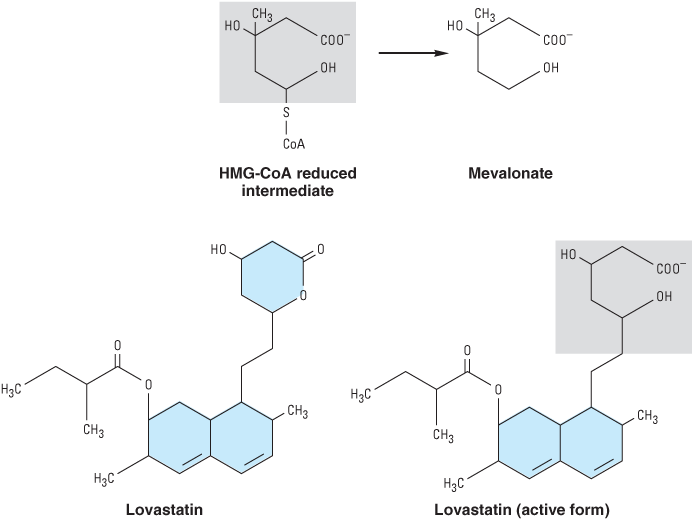 CH₃
HO
COO⁻
OH
S
CoA
HMG-CoA reduced
intermediate
CH₃
HO
COO⁻
OH
Mevalonate
HO
O
O
O
O
H₃C
CH₃
CH₃
H₃C
Lovastatin
HO
COO⁻
OH
O
O
H₃C
CH₃
CH₃
H₃C
Lovastatin (active form)